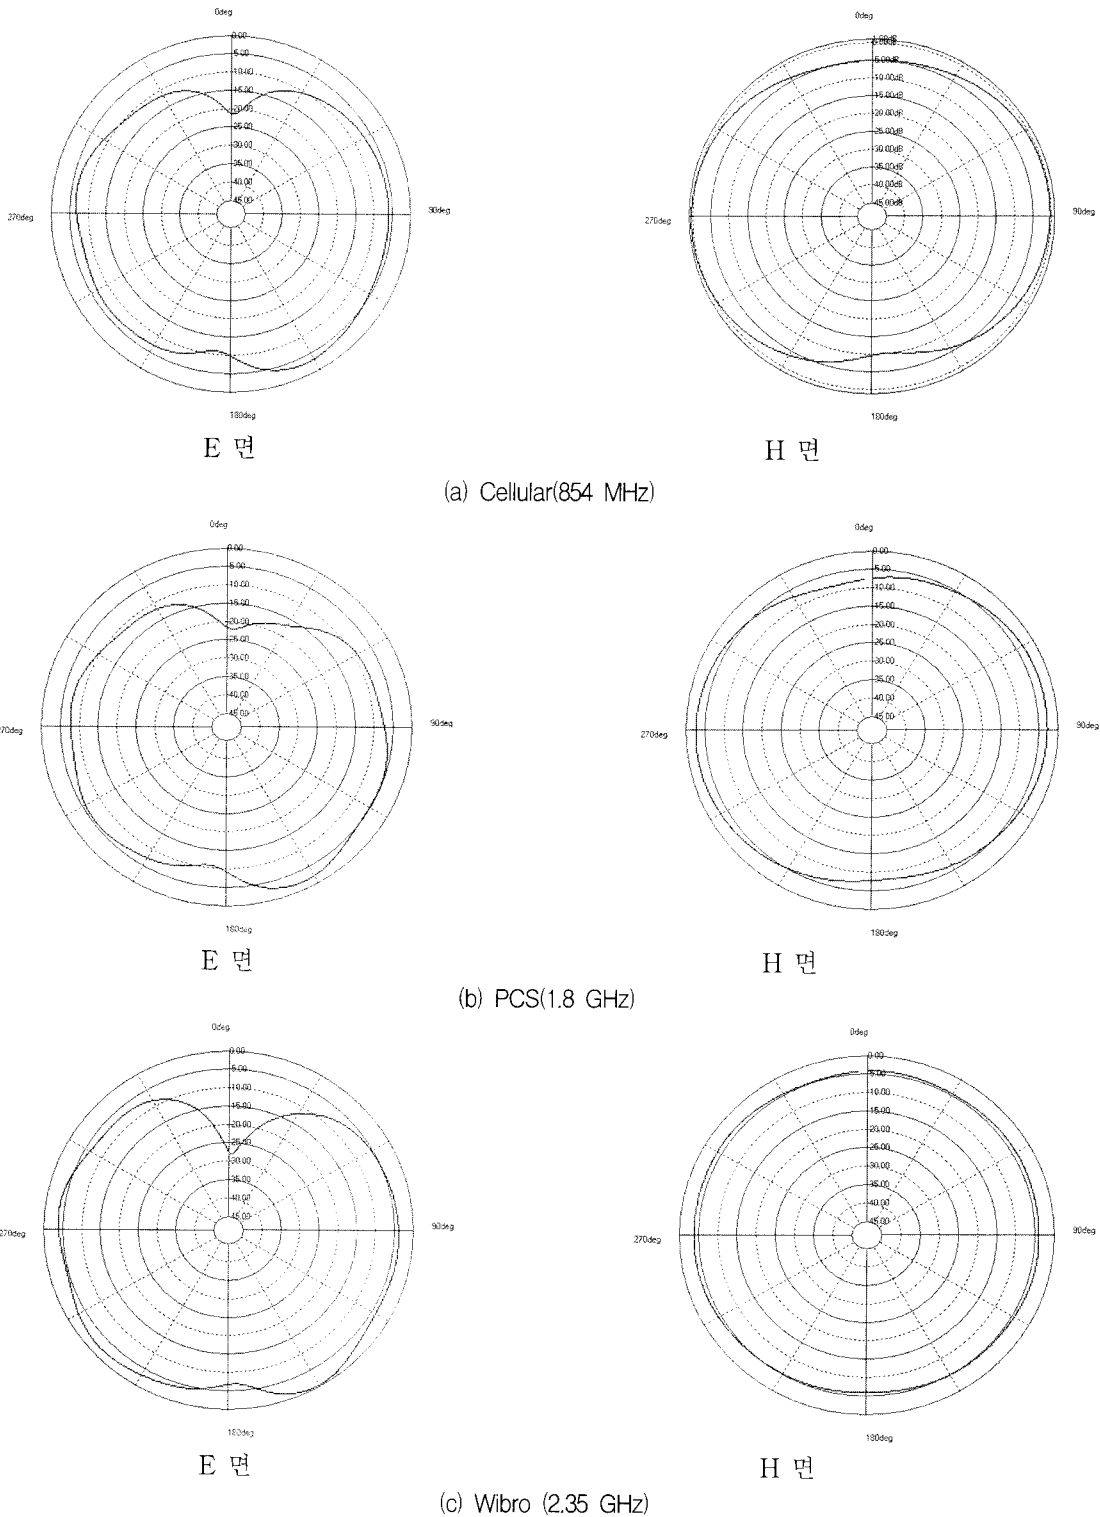 0deg
0deg
0.00
5.00
10.00
15.00
20.00
25.00
30.00
35.00
40.00
45.00
5.00dB
10.00dB
15.00dB
20.00dB
25.00dB
30.00dB
35.00dB
40.00dB
45.00dB
270deg
90deg
270deg
90deg
180deg
180deg
E 면
H 면
(a) Cellular(854 MHz)
0deg
0deg
0.00
5.00
10.00
15.00
20.00
25.00
30.00
35.00
40.00
45.00
0.00
5.00
10.00
15.00
20.00
25.00
30.00
35.00
40.00
45.00
270deg
90deg
270deg
90deg
180deg
180deg
E 면
H 면
(b) PCS(1.8 GHz)
0deg
0deg
0.00
5.00
10.00
15.00
20.00
25.00
30.00
35.00
40.00
45.00
0.00
5.00
10.00
15.00
20.00
25.00
30.00
35.00
40.00
45.00
270deg
90deg
270deg
90deg
180deg
180deg
E 면
H 면
(c) Wibro (2.35 GHz)